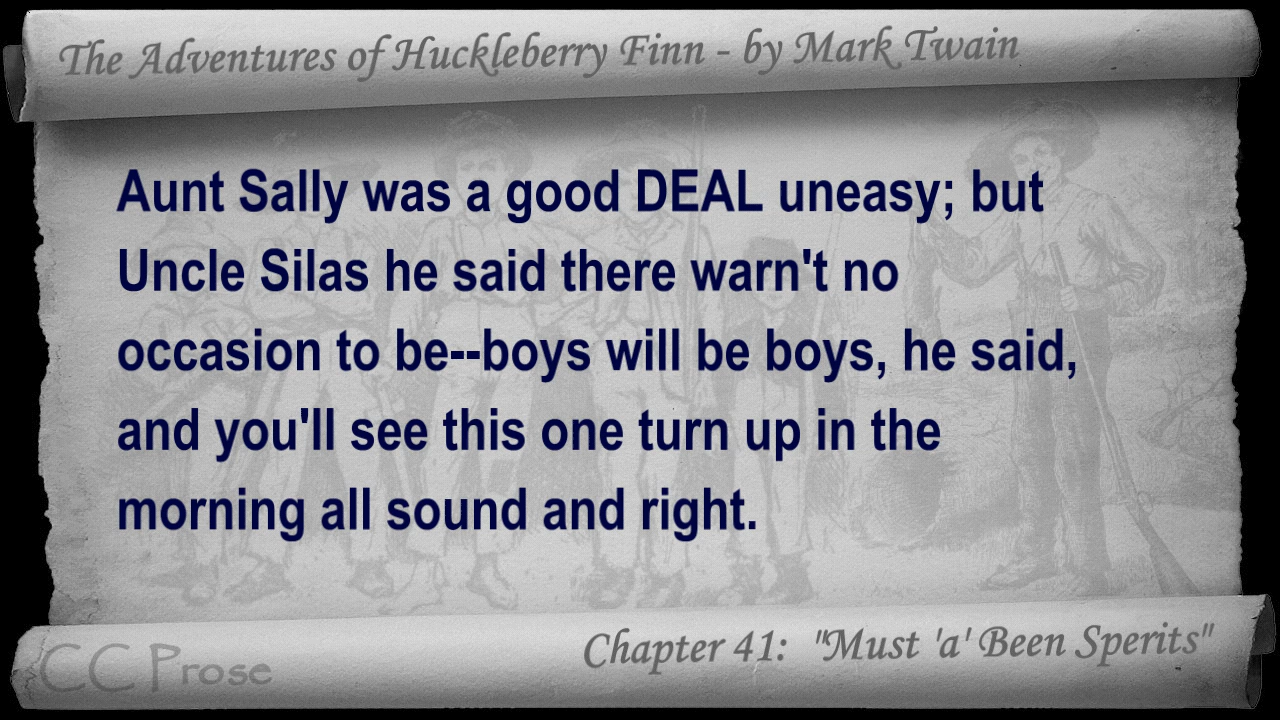 The Adventures of Huckleberry Finn - by Mark Twain
Aunt Sally was a good DEAL uneasy; but
Uncle Silas he said there warn't no
occasion to be--boys will be boys, he said,
and you'll see this one turn up in the
morning all sound and right.
CC Prose
Chapter 41: "Must 'a' Been Sperits"